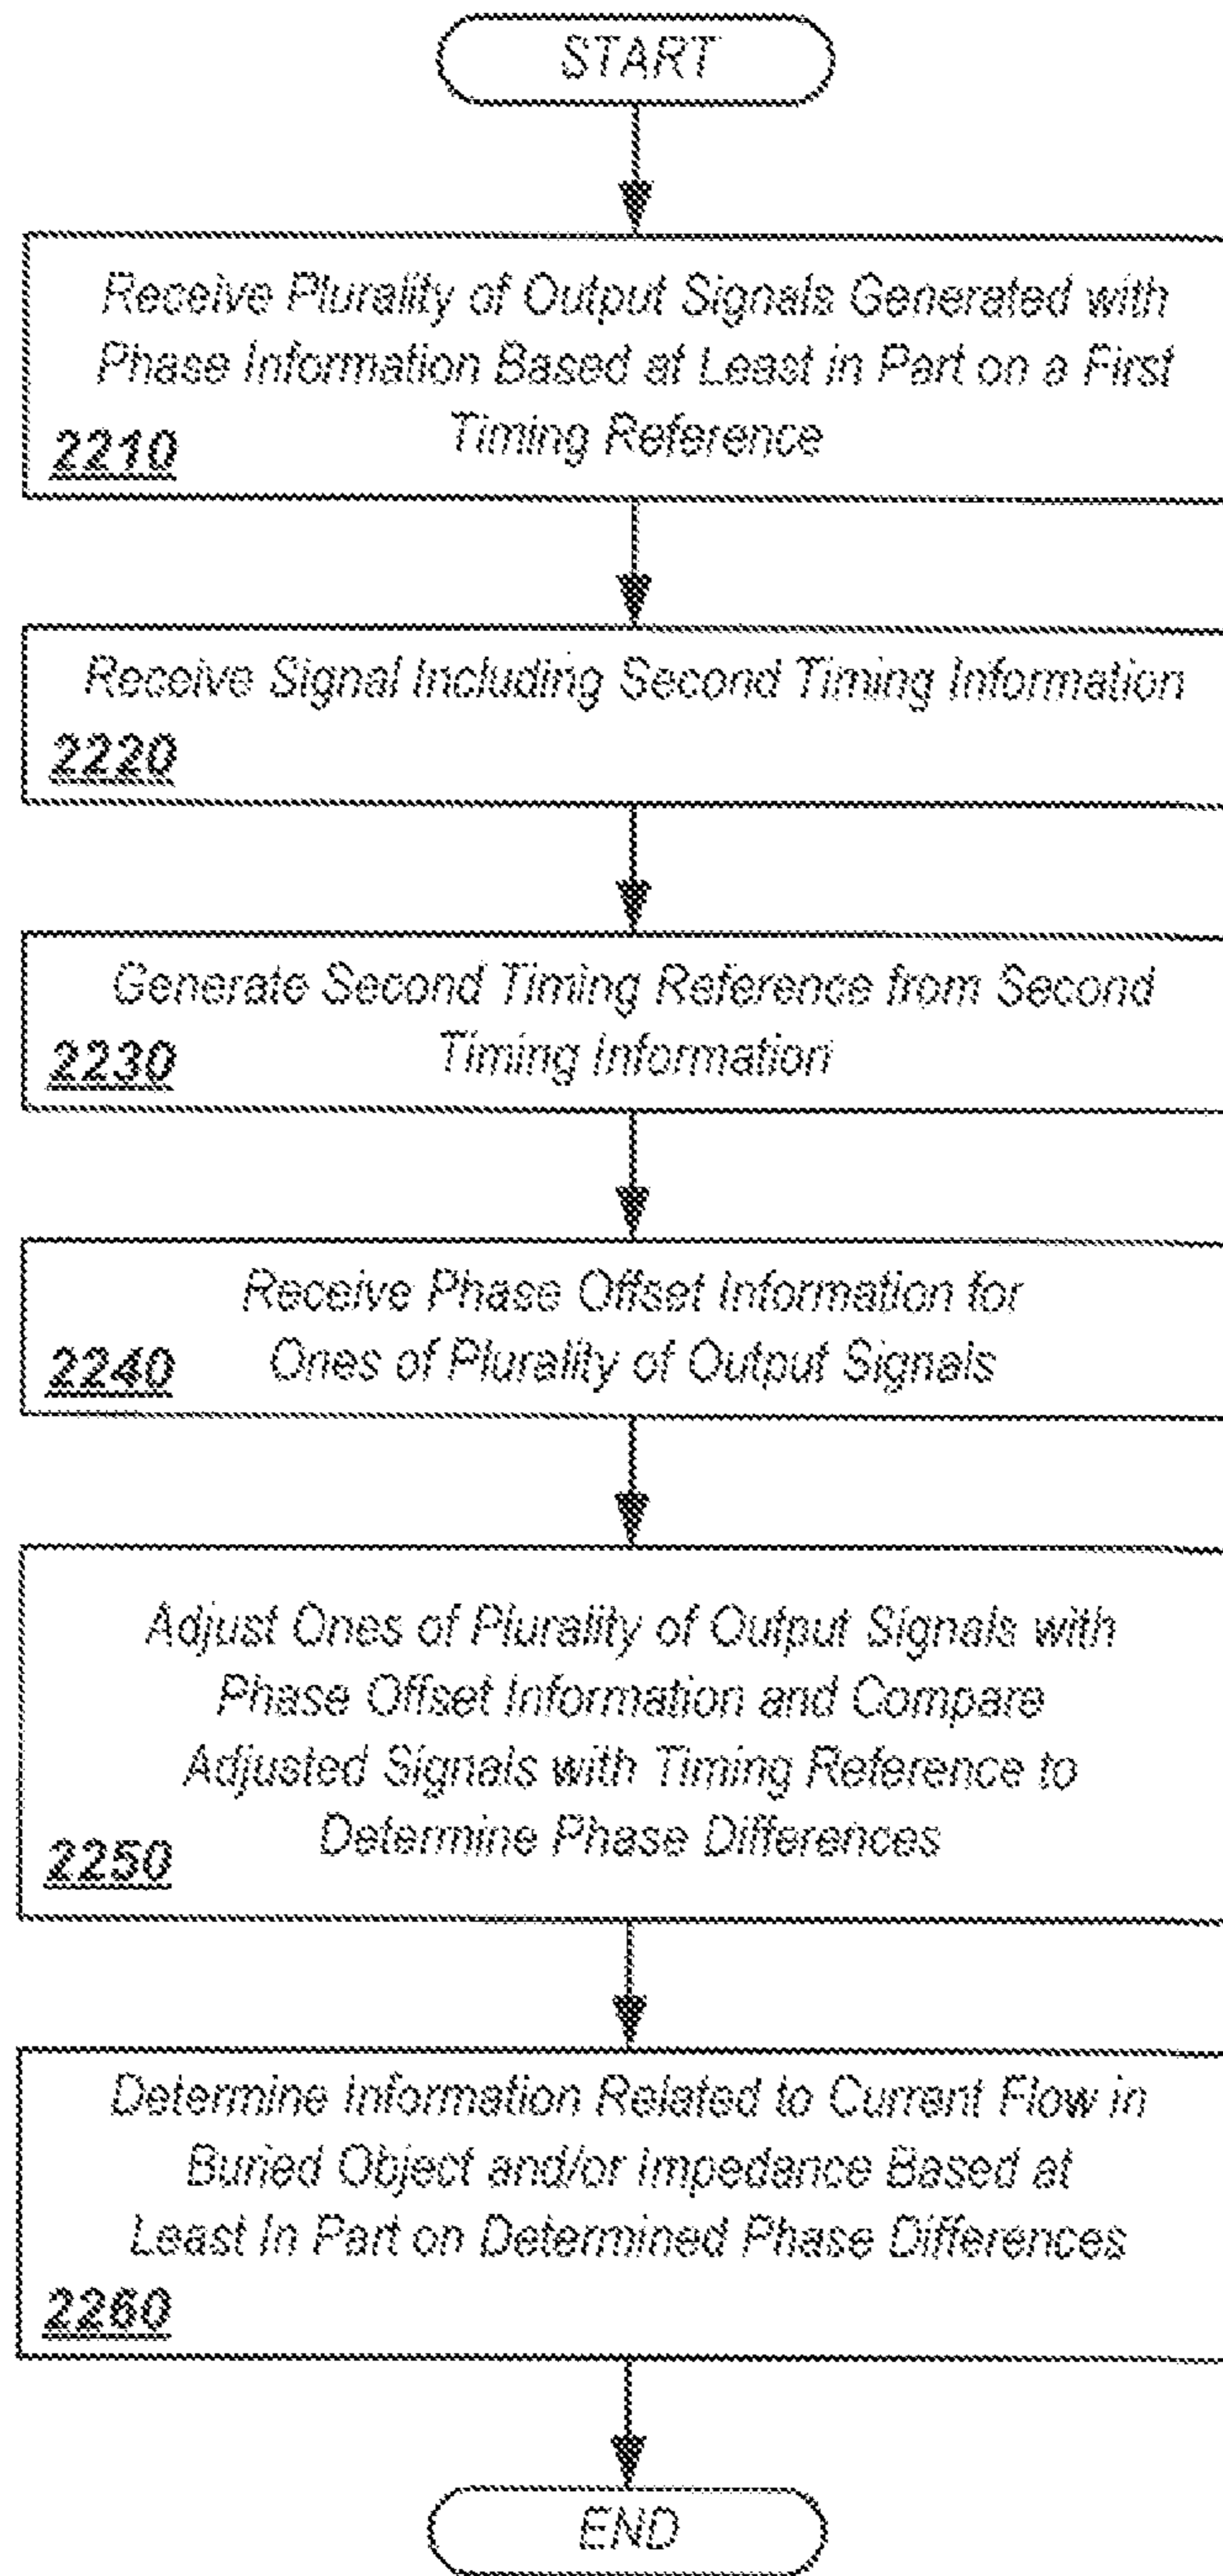 START
Receive Plurality of Output Signals Generated with
Phase Information Based at Least in Part on a First
Timing Reference
2210
Receive Signal Including Second Timing Information
2220
Generate Second Timing Reference from Second
Timing Information
2230
Receive Phase Offset Information for
Ones of Plurality of Output Signals
2240
Adjust Ones of Plurality of Output Signals with
Phase Offset Information and Compare
Adjusted Signals with Timing Reference to
Determine Phase Differences
2250
Determine Information Related to Current Flow in
Buried Object and/or Impedance Based at
Least In Part on Determined Phase Differences
2260
END